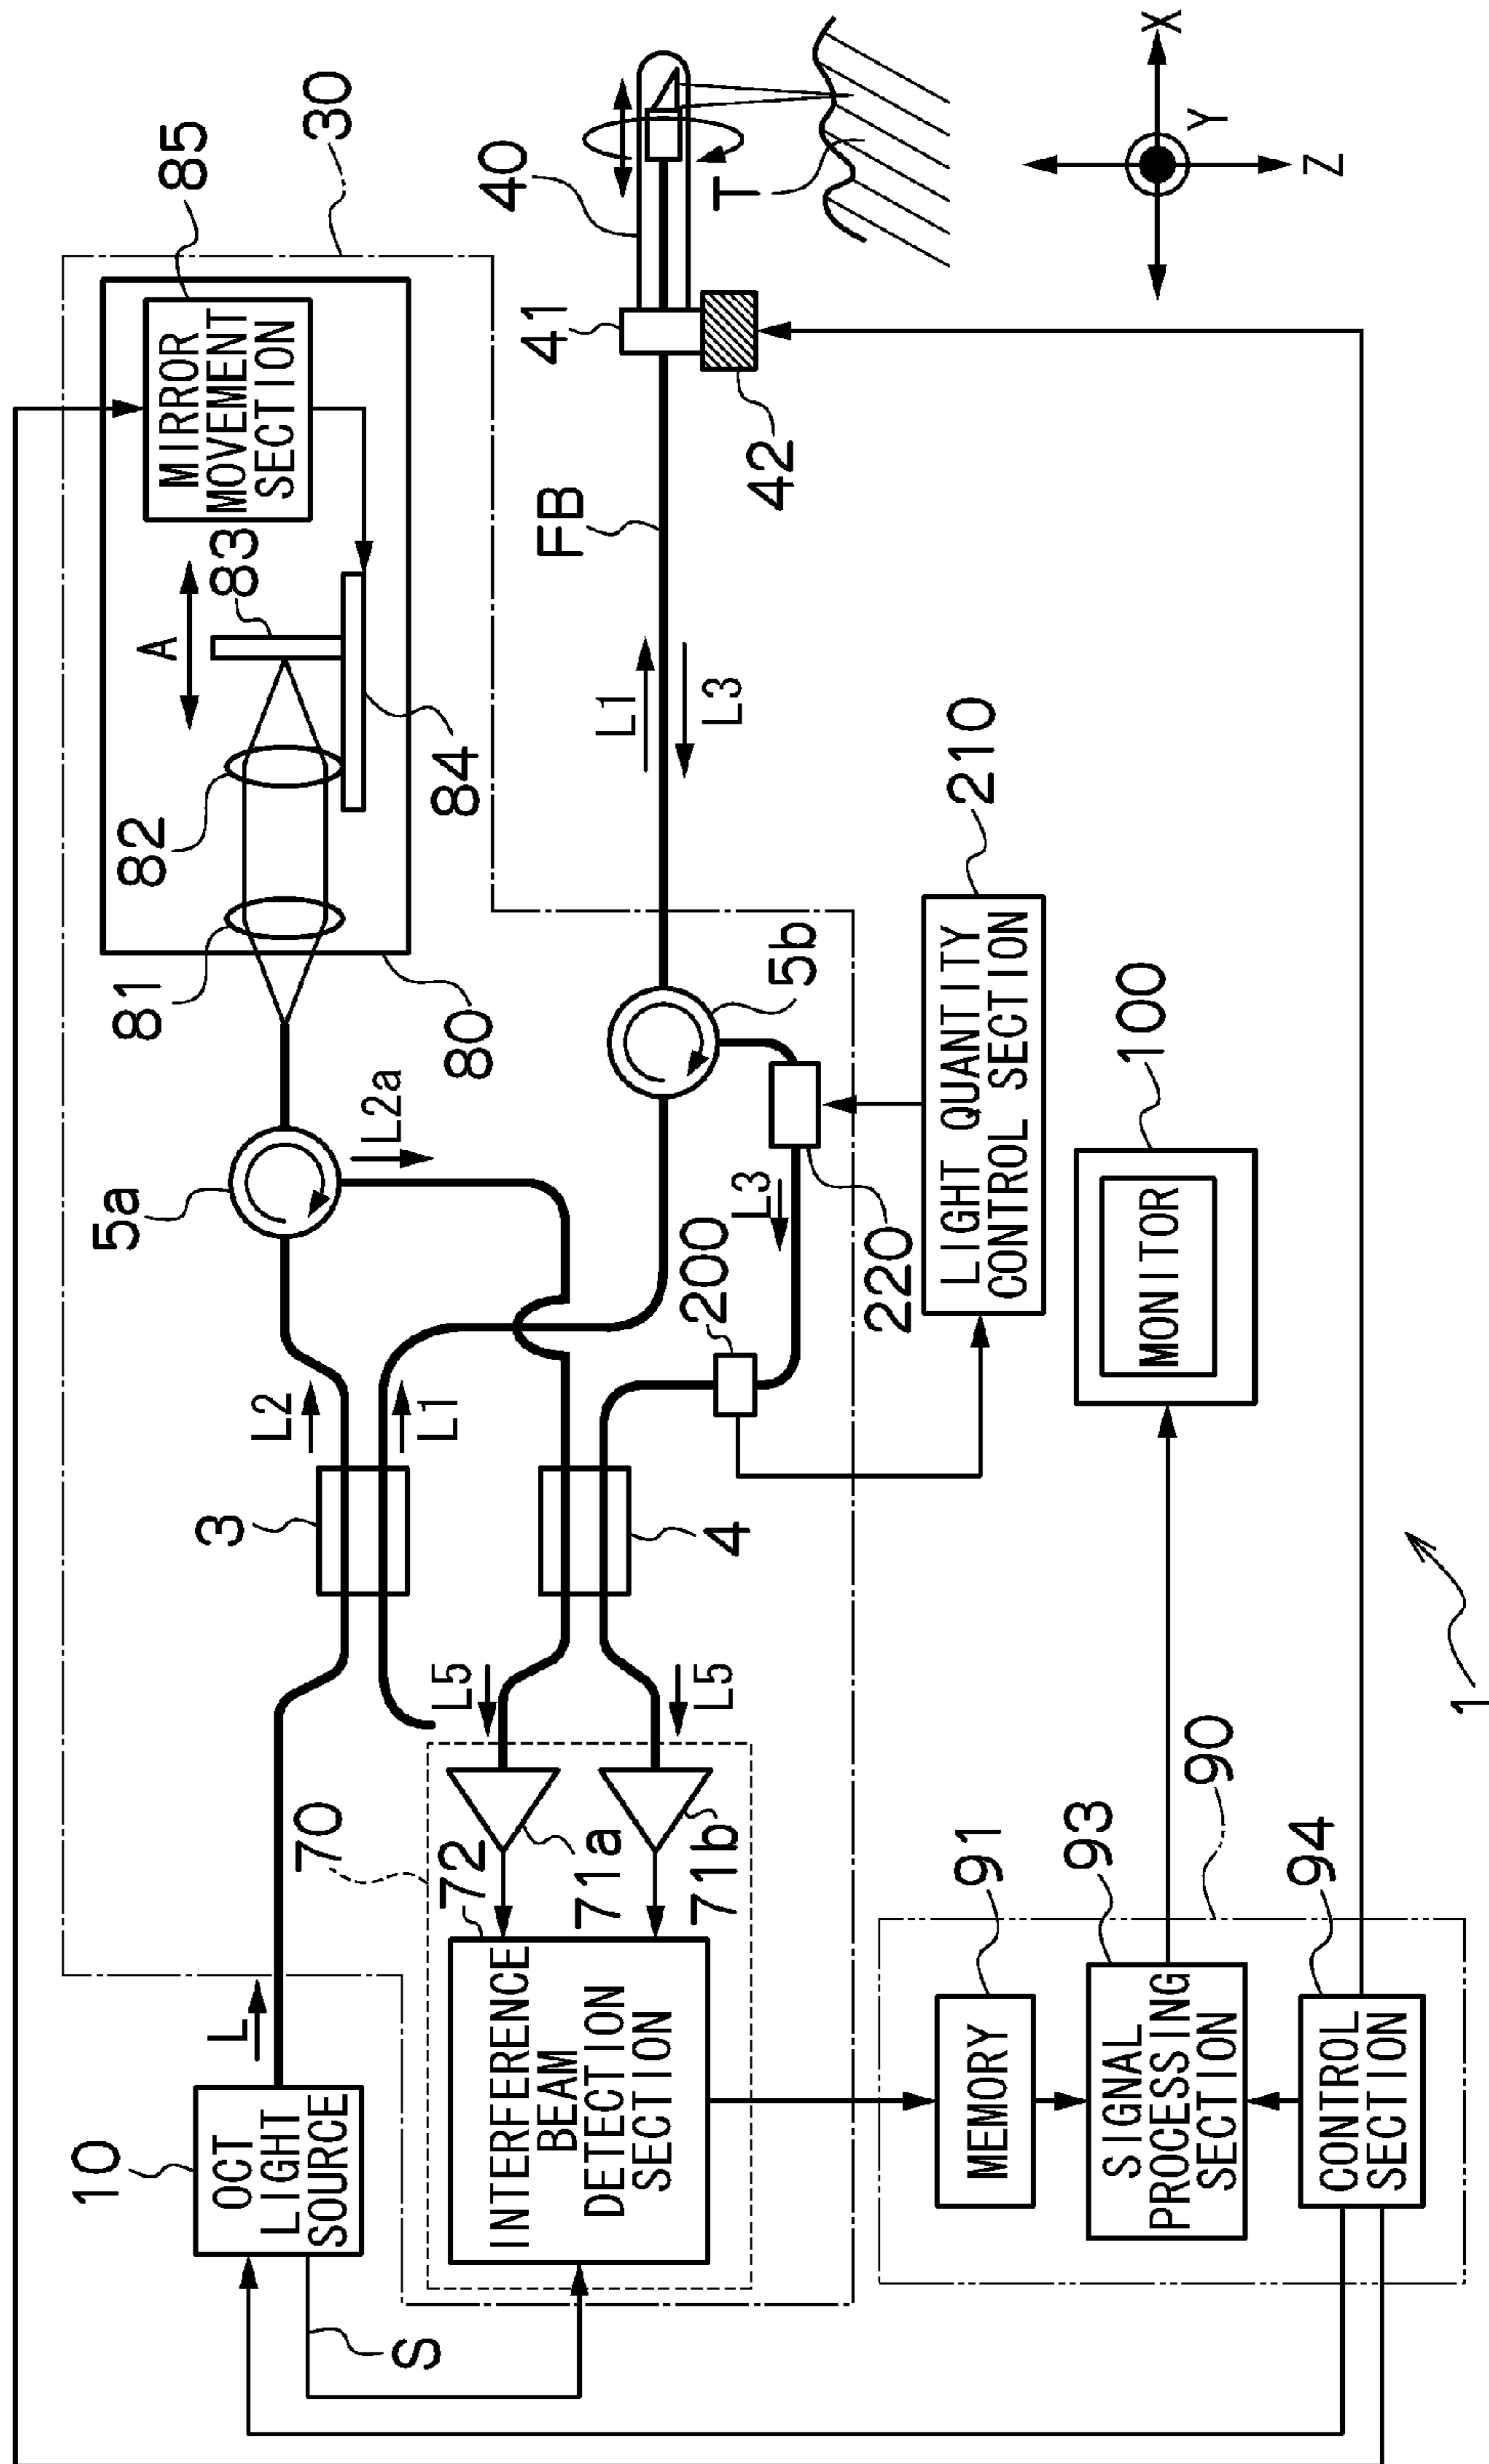 30
85
MIRROR
MOVEMENT
SECTION
A
83
82
84
81
80
5a
L2a
L2
L1
3
4
L
10
OCT
LIGHT
SOURCE
S
40
41
42
T
X
Y
Z
FB
L1
L3
5b
L3
200
220
210
LIGHT QUANTITY
CONTROL SECTION
100
MONITOR
L5
L5
70
72
71a
71b
INTERFERENCE
BEAM
DETECTION
SECTION
91
MEMORY
93
SIGNAL
PROCESSING
SECTION
90
94
CONTROL
SECTION
1